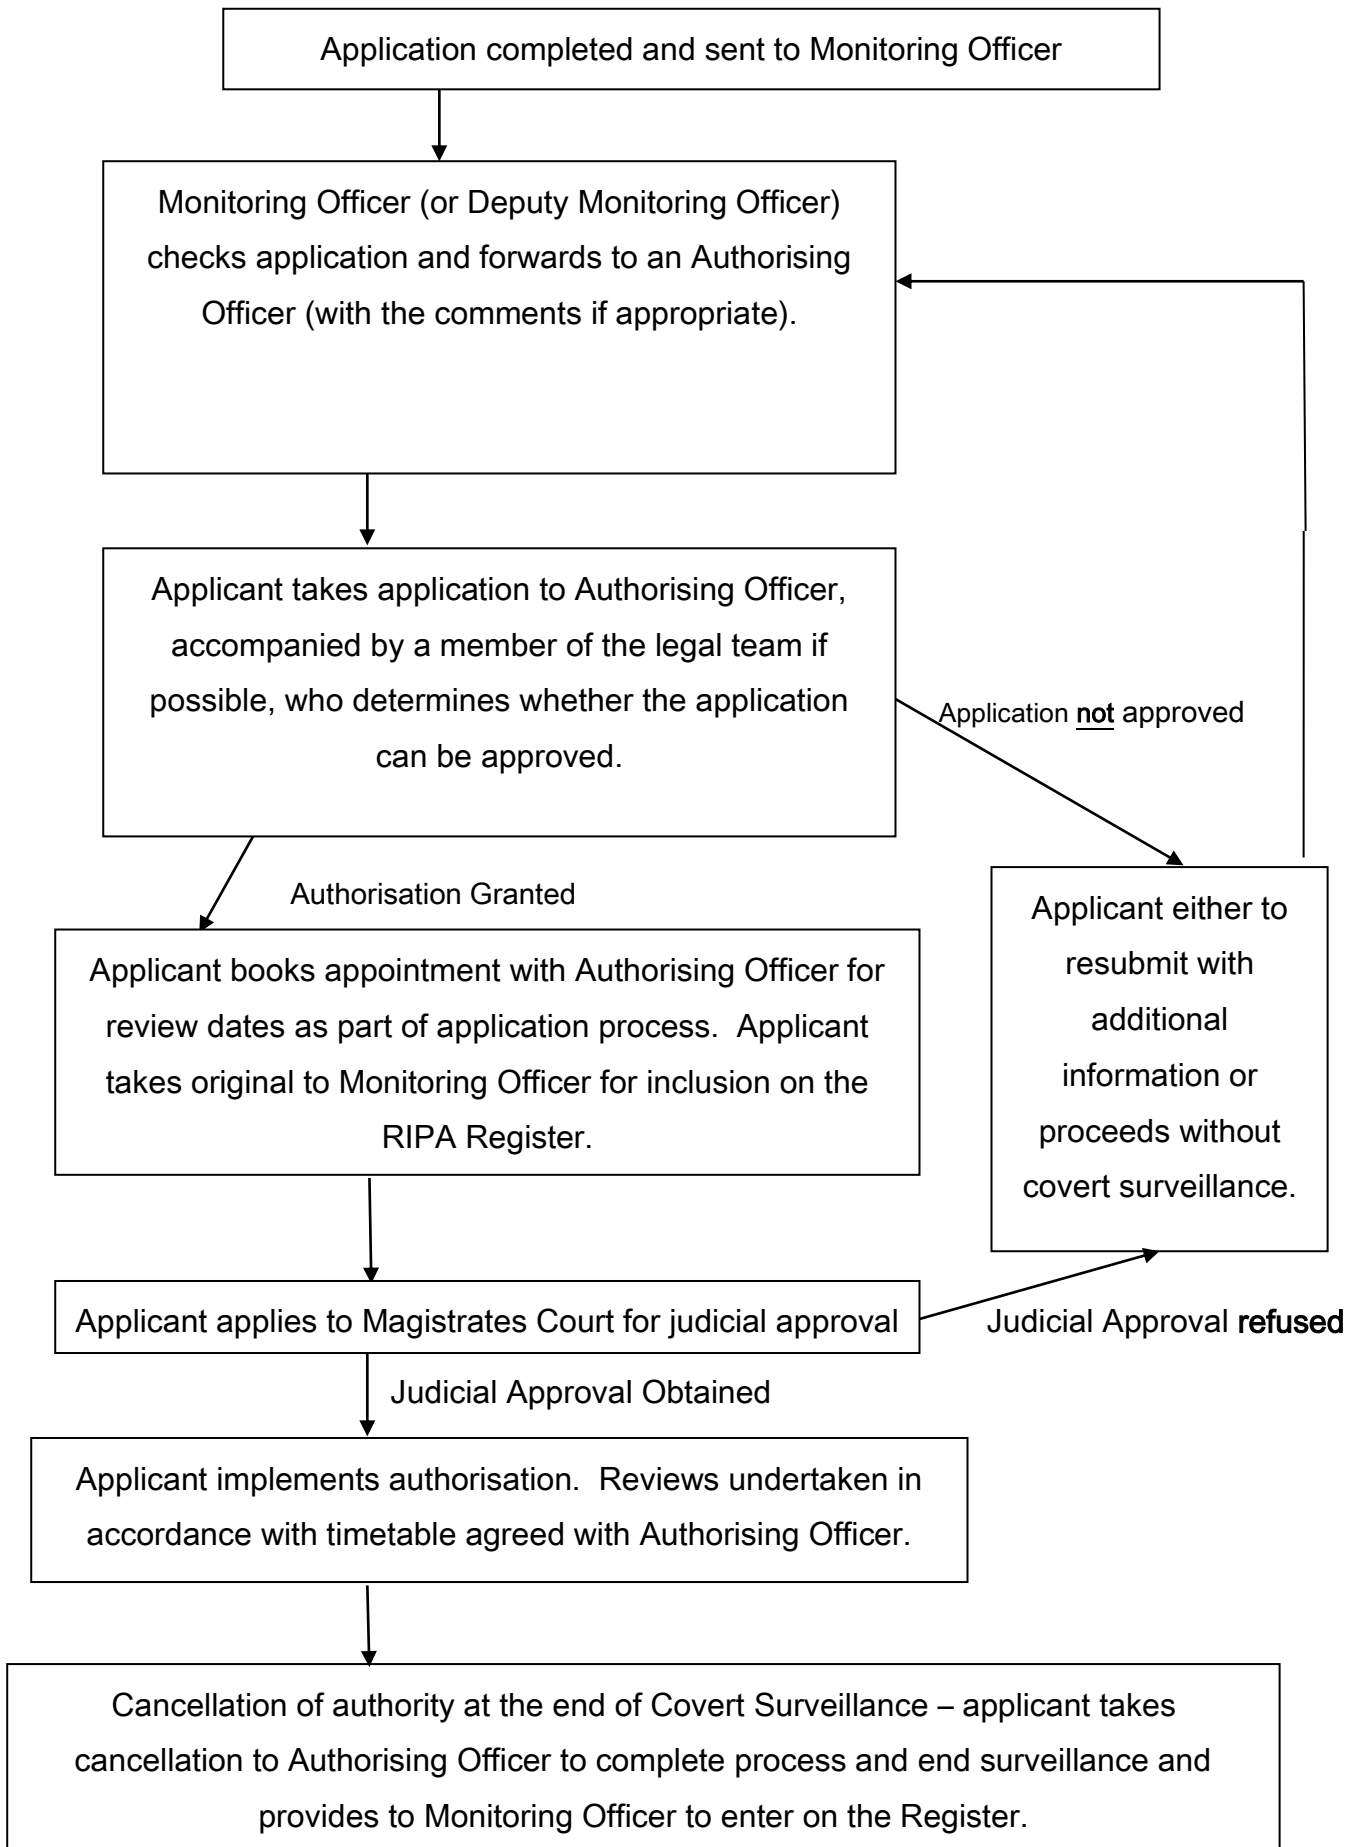 Application completed and sent to Monitoring Officer
Monitoring Officer (or Deputy Monitoring Officer)
checks application and forwards to an Authorising
Officer (with the comments if appropriate).
Applicant takes application to Authorising Officer,
accompanied by a member of the legal team if
possible, who determines whether the application
can be approved.
Application not approved
Authorisation Granted
Applicant either to
resubmit with
additional
information or
proceeds without
covert surveillance.
Applicant books appointment with Authorising Officer for
review dates as part of application process.  Applicant
takes original to Monitoring Officer for inclusion on the
RIPA Register.
Applicant applies to Magistrates Court for judicial approval
Judicial Approval refused
Judicial Approval Obtained
Applicant implements authorisation.  Reviews undertaken in
accordance with timetable agreed with Authorising Officer.
Cancellation of authority at the end of Covert Surveillance – applicant takes
cancellation to Authorising Officer to complete process and end surveillance and
provides to Monitoring Officer to enter on the Register.